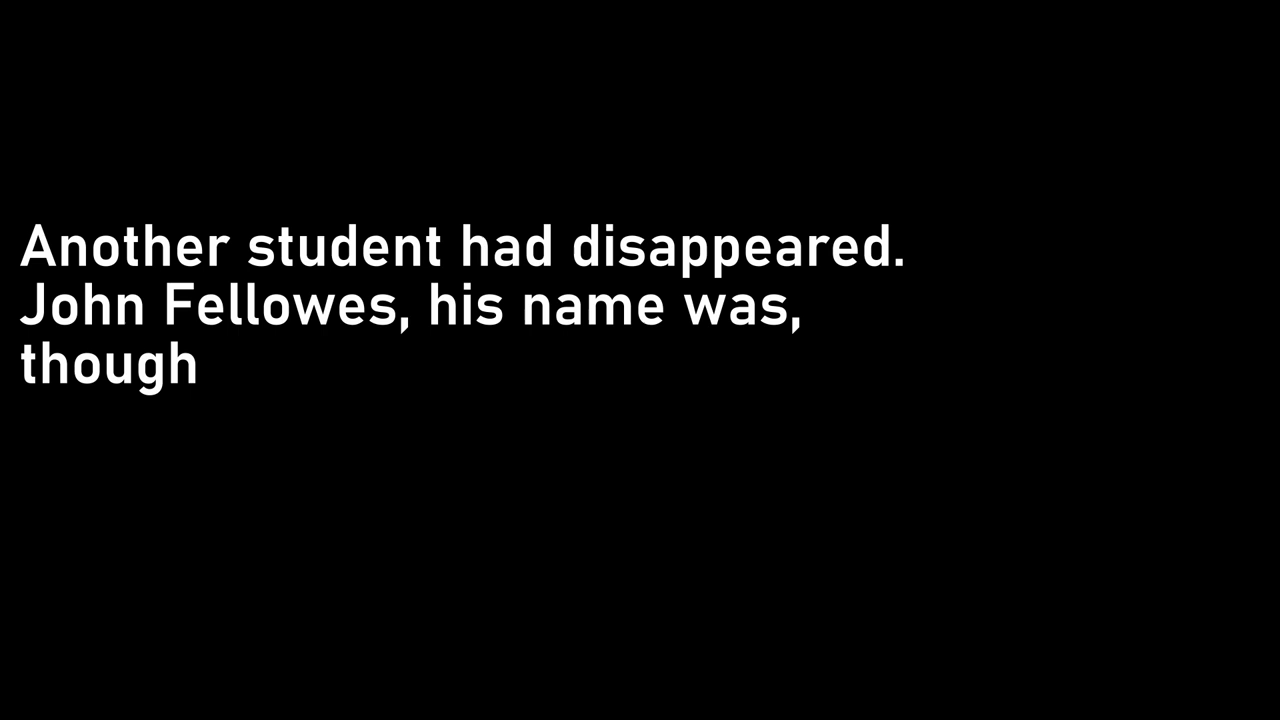 Another student had disappeared.
John Fellowes, his name was,
though